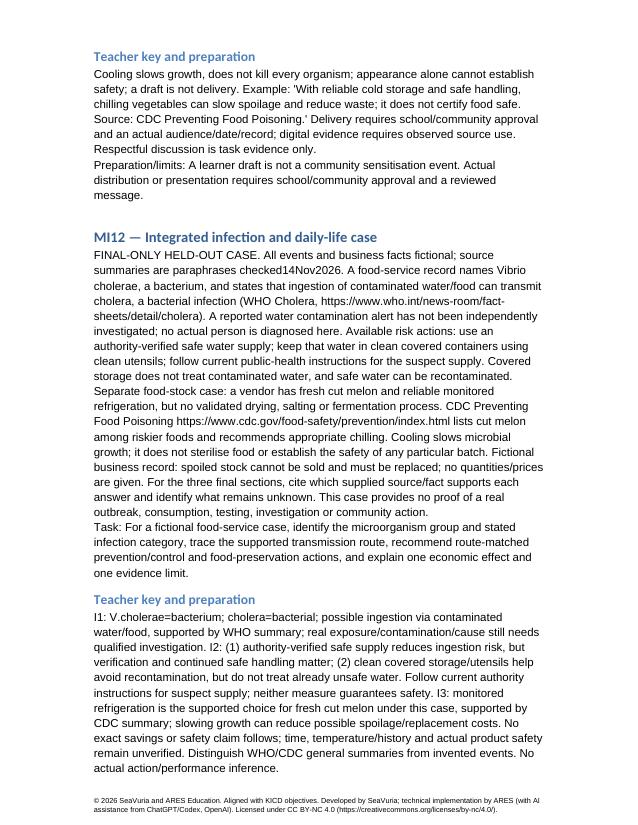 Teacher key and preparation
Cooling slows growth, does not kill every organism; appearance alone cannot establish
safety; a draft is not delivery. Example: 'With reliable cold storage and safe handling,
chilling vegetables can slow spoilage and reduce waste; it does not certify food safe.
Source: CDC Preventing Food Poisoning.' Delivery requires school/community approval
and an actual audience/date/record; digital evidence requires observed source use.
Respectful discussion is task evidence only.
Preparation/limits: A learner draft is not a community sensitisation event. Actual
distribution or presentation requires school/community approval and a reviewed
message.
MI12 — Integrated infection and daily-life case
FINAL-ONLY HELD-OUT CASE. All events and business facts fictional; source
summaries are paraphrases checked14Nov2026. A food-service record names Vibrio
cholerae, a bacterium, and states that ingestion of contaminated water/food can transmit
cholera, a bacterial infection (WHO Cholera, https://www.who.int/news-room/fact-
sheets/detail/cholera). A reported water contamination alert has not been independently
investigated; no actual person is diagnosed here. Available risk actions: use an
authority-verified safe water supply; keep that water in clean covered containers using
clean utensils; follow current public-health instructions for the suspect supply. Covered
storage does not treat contaminated water, and safe water can be recontaminated.
Separate food-stock case: a vendor has fresh cut melon and reliable monitored
refrigeration, but no validated drying, salting or fermentation process. CDC Preventing
Food Poisoning https://www.cdc.gov/food-safety/prevention/index.html lists cut melon
among riskier foods and recommends appropriate chilling. Cooling slows microbial
growth; it does not sterilise food or establish the safety of any particular batch. Fictional
business record: spoiled stock cannot be sold and must be replaced; no quantities/prices
are given. For the three final sections, cite which supplied source/fact supports each
answer and identify what remains unknown. This case provides no proof of a real
outbreak, consumption, testing, investigation or community action.
Task: For a fictional food-service case, identify the microorganism group and stated
infection category, trace the supported transmission route, recommend route-matched
prevention/control and food-preservation actions, and explain one economic effect and
one evidence limit.
Teacher key and preparation
I1: V.cholerae=bacterium; cholera=bacterial; possible ingestion via contaminated
water/food, supported by WHO summary; real exposure/contamination/cause still needs
qualified investigation. I2: (1) authority-verified safe supply reduces ingestion risk, but
verification and continued safe handling matter; (2) clean covered storage/utensils help
avoid recontamination, but do not treat already unsafe water. Follow current authority
instructions for suspect supply; neither measure guarantees safety. I3: monitored
refrigeration is the supported choice for fresh cut melon under this case, supported by
CDC summary; slowing growth can reduce possible spoilage/replacement costs. No
exact savings or safety claim follows; time, temperature/history and actual product safety
remain unverified. Distinguish WHO/CDC general summaries from invented events. No
actual action/performance inference.
© 2026 SeaVuria and ARES Education. Aligned with KICD objectives. Developed by SeaVuria; technical implementation by ARES (with AI
assistance from ChatGPT/Codex, OpenAI). Licensed under CC BY-NC 4.0 (https://creativecommons.org/licenses/by-nc/4.0/).